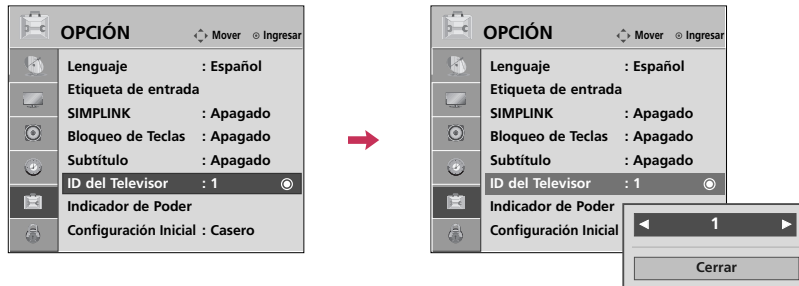 OPCIÓN Mover Ingresar
Lenguaje : Español
Etiqueta de entrada
SIMPLINK : Apagado
Bloqueo de Teclas : Apagado
Subtítulo : Apagado
ID del Televisor : 1
Indicador de Poder
Configuración Inicial : Casero
OPCIÓN Mover Ingresar
Lenguaje : Español
Etiqueta de entrada
SIMPLINK : Apagado
Bloqueo de Teclas : Apagado
Subtítulo : Apagado
ID del Televisor : 1
Indicador de Poder
Configuración Inicial
1
Cerrar